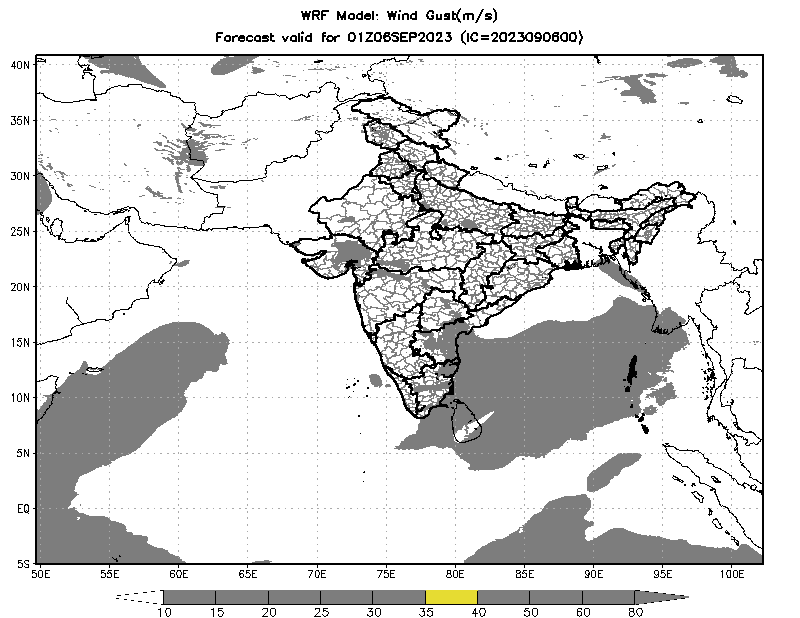 WRF Model: Wind Gust(m/s)
Forecast valid for 01Z06SEP2023 (IC=2023090600)
40N
35N
30N
25N
20N
15N
10N
5N
EQ
5S
50E 55E 60E 65E 70E 75E 80E 85E 90E 95E 100E
10 15 20 25 30 35 40 50 60 80